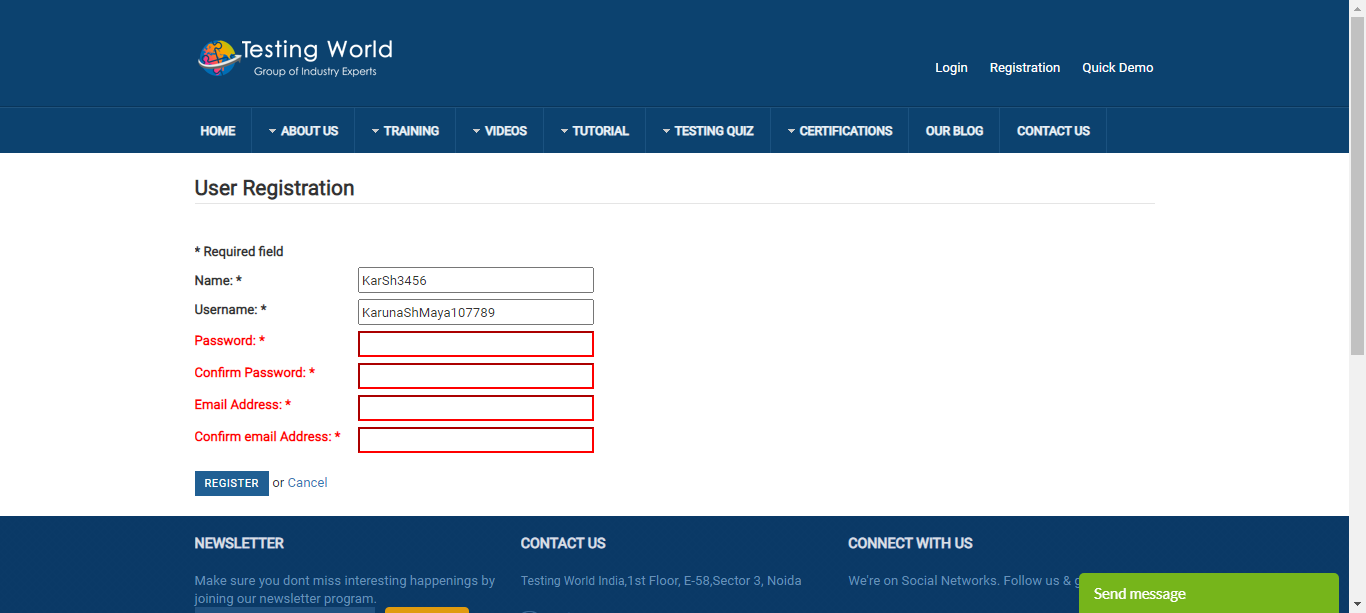 Testing World
Group of Industry Experts
Login Registration Quick Demo
HOME ABOUT US TRAINING VIDEOS TUTORIAL TESTING QUIZ CERTIFICATIONS OUR BLOG CONTACT US
User Registration
* Required field
Name: * KarSh3456
Username: * KarunaShMaya107789
Password: *
Confirm Password: *
Email Address: *
Confirm email Address: *
REGISTER or Cancel
NEWSLETTER CONTACT US CONNECT WITH US
Make sure you dont miss interesting happenings by Testing World India,1st Floor, E-58,Sector 3, Noida We're on Social Networks. Follow us &
joining our newsletter program.
Send message